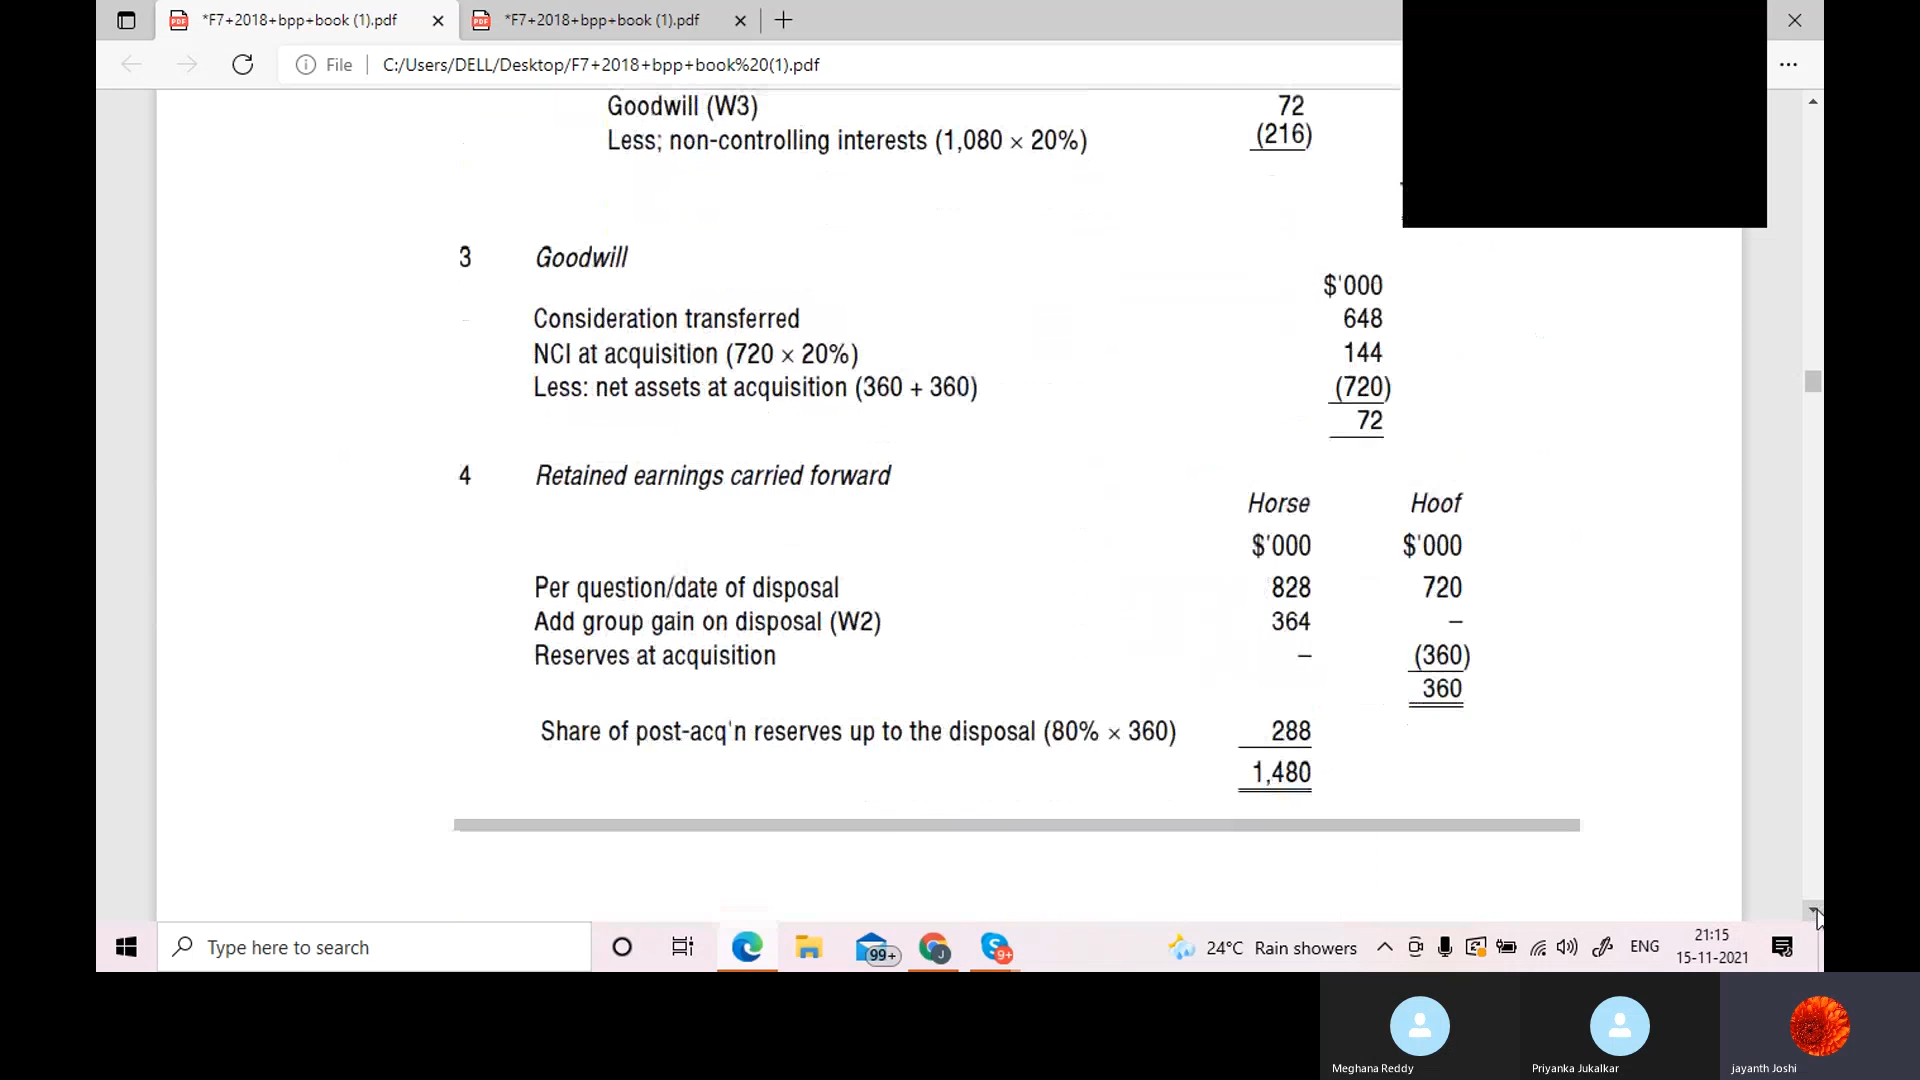 *F7+2018+bpp+book (1).pdf
*F7+2018+bpp+book (1).pdf
File
C:/Users/DELL/Desktop/F7+2018+bpp+book%20(1).pdf
Goodwill (W3) 72
Less; non-controlling interests (1,080 × 20%) (216)
3 Goodwill
$'000
Consideration transferred 648
NCI at acquisition (720 × 20%) 144
Less: net assets at acquisition (360 + 360) (720)
72
4 Retained earnings carried forward
Horse Hoof
$'000 $'000
Per question/date of disposal 828 720
Add group gain on disposal (W2) 364 –
Reserves at acquisition – (360)
360
Share of post-acq'n reserves up to the disposal (80% × 360) 288
1,480
Type here to search
99+
J
9+
24°C Rain showers
ENG
21:15
15-11-2021
Meghana Reddy
Priyanka Jukalkar
jayanth Joshi